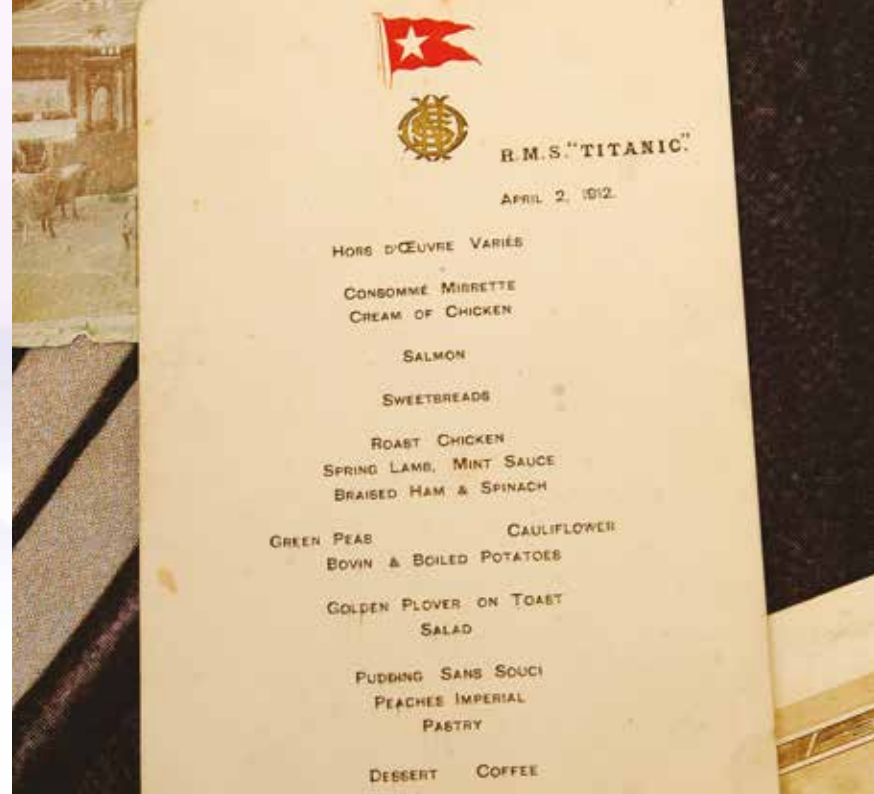 R.M.S. "TITANIC".
APRIL 2, 1912.
HORS D'ŒUVRE VARIÉS
CONSOMMÉ MIRRETTE
CREAM OF CHICKEN
SALMON
SWEETBREADS
ROAST CHICKEN
SPRING LAMB, MINT SAUCE
BRAISED HAM & SPINACH
GREEN PEAS CAULIFLOWER
BOVIN & BOILED POTATOES
GOLDEN PLOVER ON TOAST
SALAD
PUDDING SANS SOUCI
PEACHES IMPERIAL
PASTRY
DESSERT COFFEE